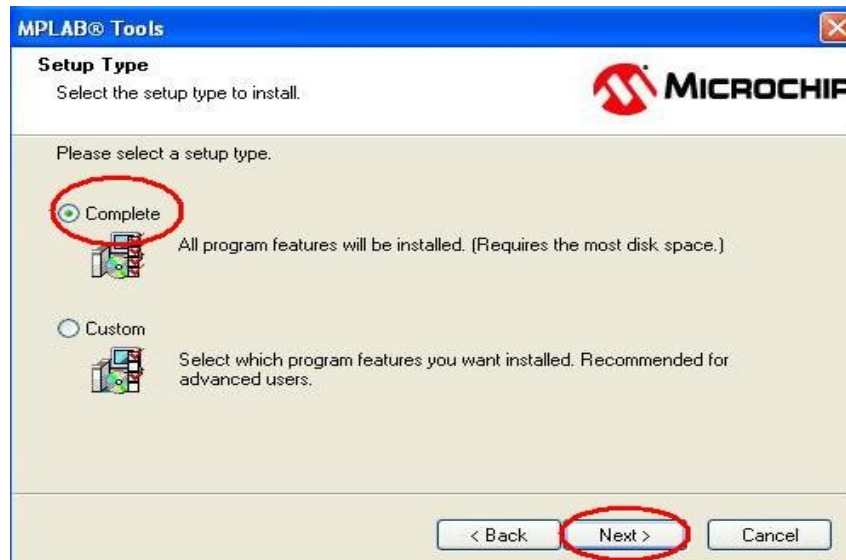 MPLAB® Tools
Setup Type
Select the setup type to install.
MICROCHIP
Please select a setup type.
Complete
All program features will be installed. (Requires the most disk space.)
Custom
Select which program features you want installed. Recommended for
advanced users.
< Back
Next >
Cancel